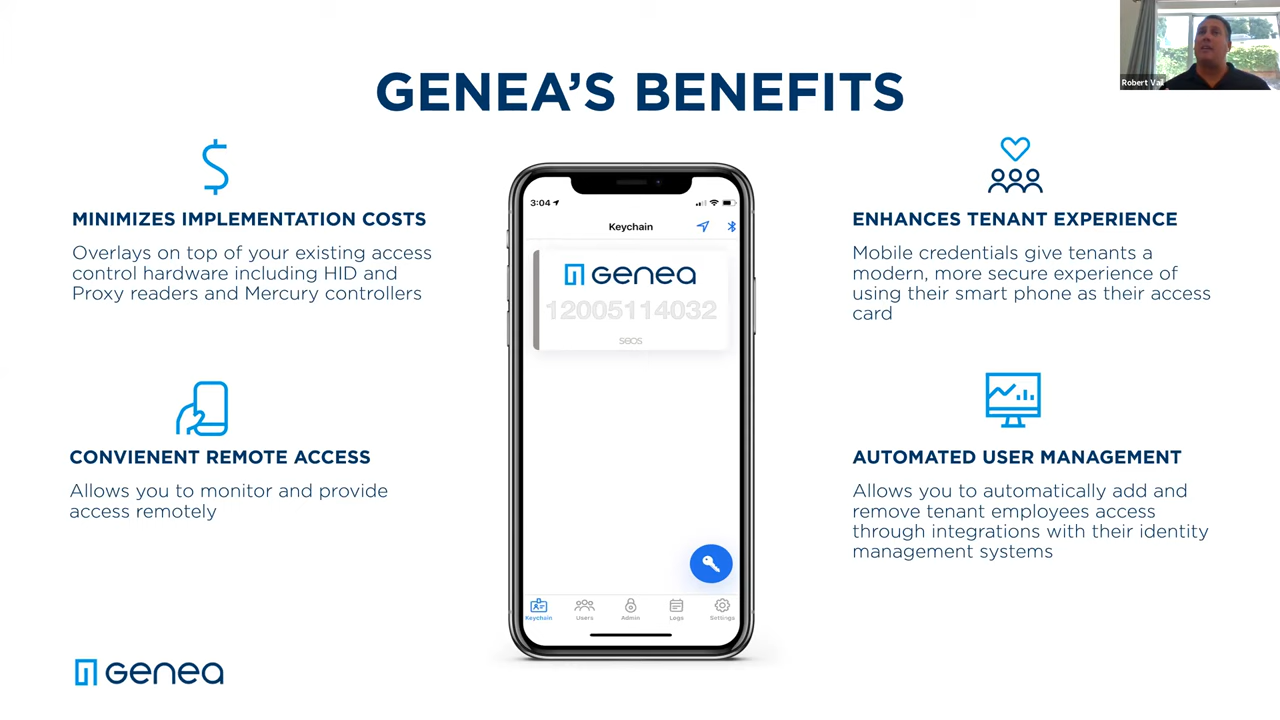 GENEA'S BENEFITS
Robert Vail
MINIMIZES IMPLEMENTATION COSTS
Overlays on top of your existing access
control hardware including HID and
Proxy readers and Mercury controllers
CONVIENENT REMOTE ACCESS
Allows you to monitor and provide
access remotely
3:04
Keychain
Genea
12005114032
seos
Keychain
Users
Admin
Logs
Settings
ENHANCES TENANT EXPERIENCE
Mobile credentials give tenants a
modern, more secure experience of
using their smart phone as their access
card
AUTOMATED USER MANAGEMENT
Allows you to automatically add and
remove tenant employees access
through integrations with their identity
management systems
Genea